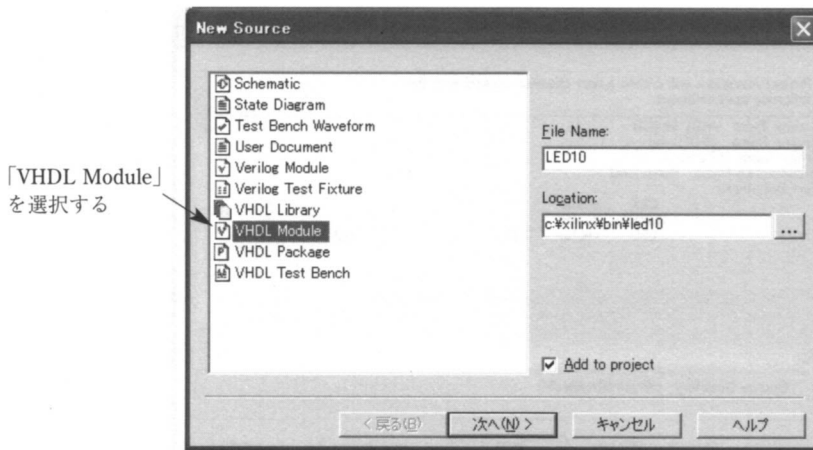 New Source
Schematic
State Diagram
Test Bench Waveform
User Document
Verilog Module
Verilog Test Fixture
VHDL Library
VHDL Module
VHDL Package
VHDL Test Bench
「VHDL Module」
を選択する
File Name:
LED10
Location:
c:¥xilinx¥bin¥led10
...
Add to project
< 戻る(B)
次へ(N) >
キャンセル
ヘルプ